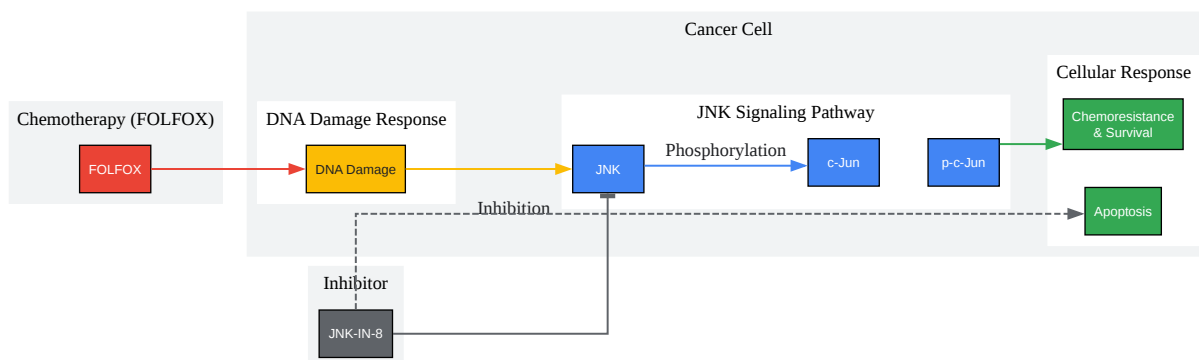 Cancer Cell
Cellular Response
Chemotherapy (FOLFOX)
DNA Damage Response
JNK Signaling Pathway
Chemoresistance
& Survival
FOLFOX
DNA Damage
JNK
Phosphorylation
c-Jun
p-c-Jun
Inhibition
Apoptosis
Inhibitor
JNK-IN-8